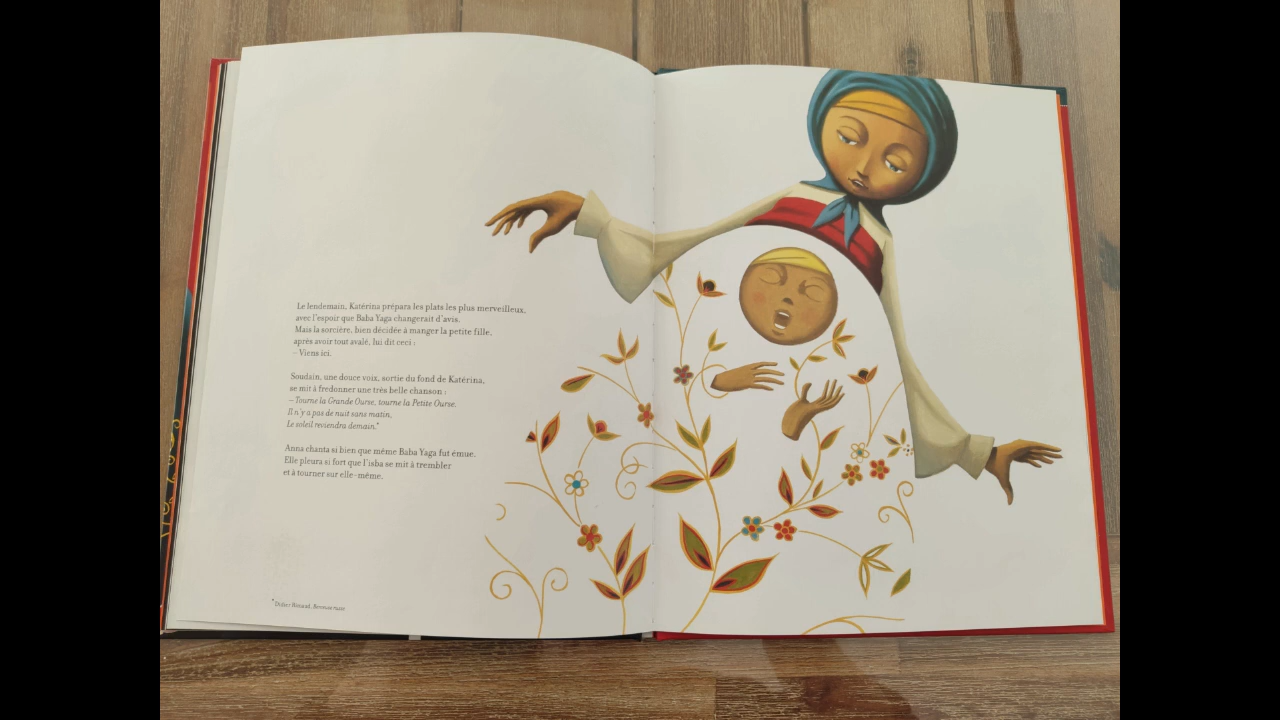 Le lendemain, Katérina prépara les plats les plus merveilleux,
avec l'espoir que Baba Yaga changerait d'avis.
Mais la sorcière, bien décidée à manger la petite fille,
après avoir tout avalé, lui dit ceci :
– Viens ici.
Soudain, une douce voix, sortie du fond de Katérina,
se mit à fredonner une très belle chanson :
– Tourne la Grande Ourse, tourne la Petite Ourse,
Il n'y a pas de nuit sans matin,
Le soleil reviendra demain.*
Anna chanta si bien que même Baba Yaga fut émue.
Elle pleura si fort que l'isba se mit à trembler
et à tourner sur elle-même.
* Didier Rimaud, Berceuse russe